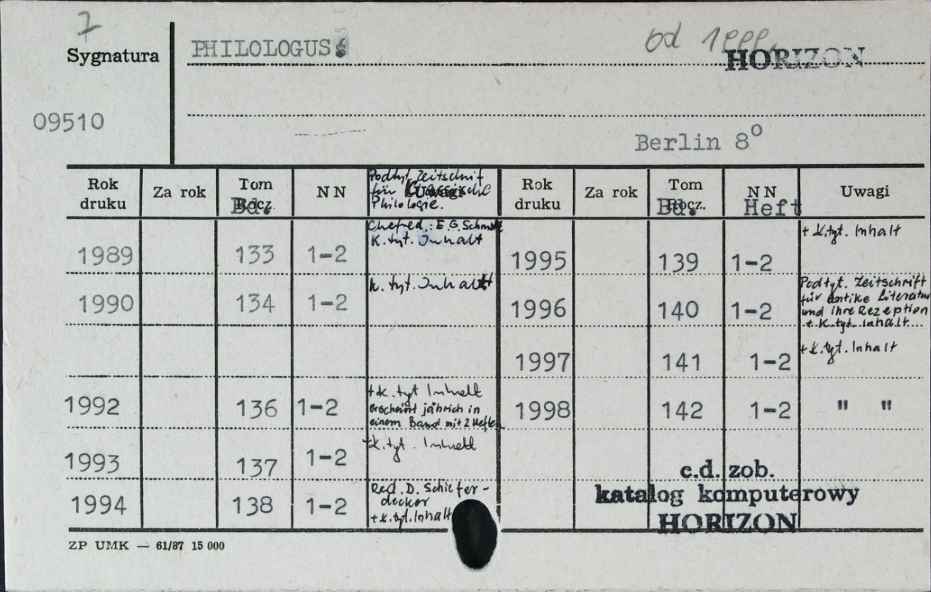 7
Sygnatura
PHILOLOGUS.
od 1999.
HORIZON
09510
Berlin 8°
Rok druku Za rok Tom Rocz. Bd. NN Uwagi Rok druku Za rok Tom Rocz. Bd. NN Heft Uwagi
Podtyt. Zeitschrift
für Klassische
Philologie.
1989 133 1-2 Chefred.: E.G. Schmidt
K. tyt. Inhalt
1990 134 1-2 K. tyt. Inhalt
1992 136 1-2 + K. tyt Inhalt
erscheint jährlich in
einem Band mit 2 Heften
1993 137 1-2 + K. tyt. Inhalt
1994 138 1-2 Red. D. Schiefer-
decker
+ K. tyt. Inhalt
1995 139 1-2 + K. tyt. Inhalt
1996 140 1-2 Podtyt. Zeitschrift
für antike Literatur
und ihre Rezeption
+ K. tyt. Inhalt
1997 141 1-2 + K. tyt. Inhalt
1998 142 1-2 " "
c.d. zob.
katalog komputerowy
HORIZON
ZP UMK — 61/87 15 000